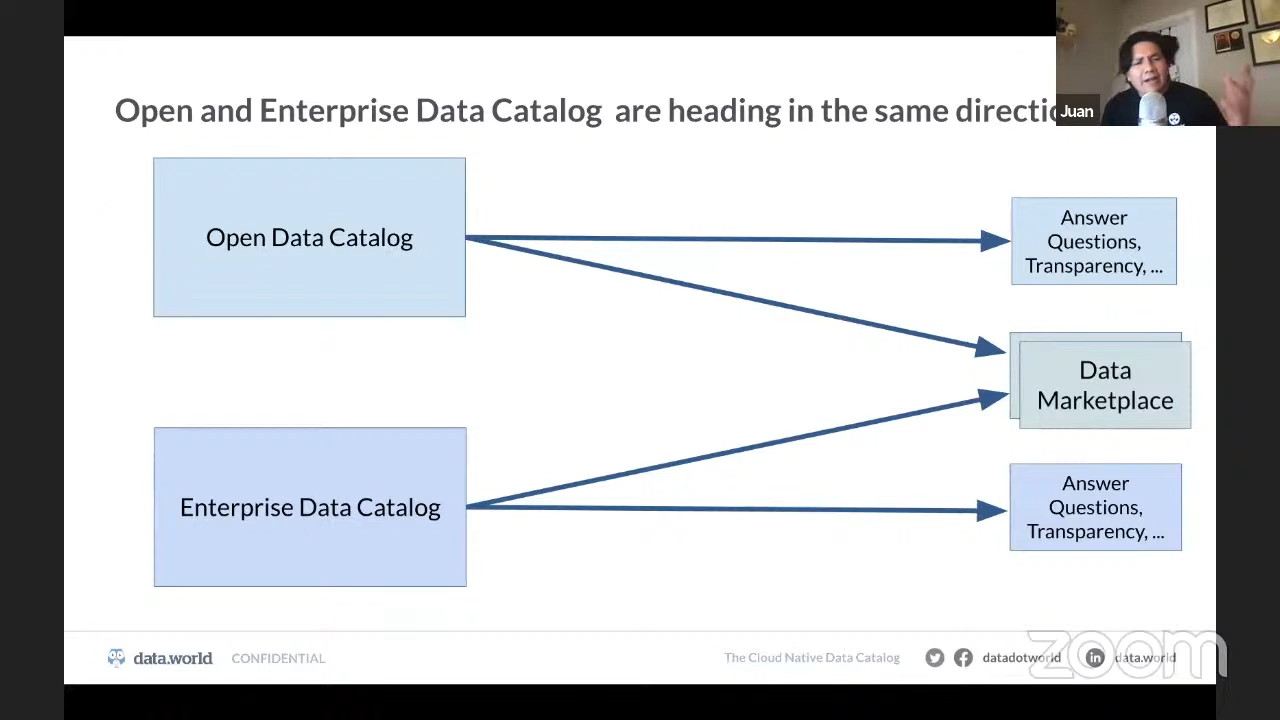 Open and Enterprise Data Catalog are heading in the same directio
Juan
Open Data Catalog
Answer
Questions,
Transparency, ...
Data
Marketplace
Enterprise Data Catalog
Answer
Questions,
Transparency, ...
data.world CONFIDENTIAL
The Cloud Native Data Catalog datadotworld data.world
zoom